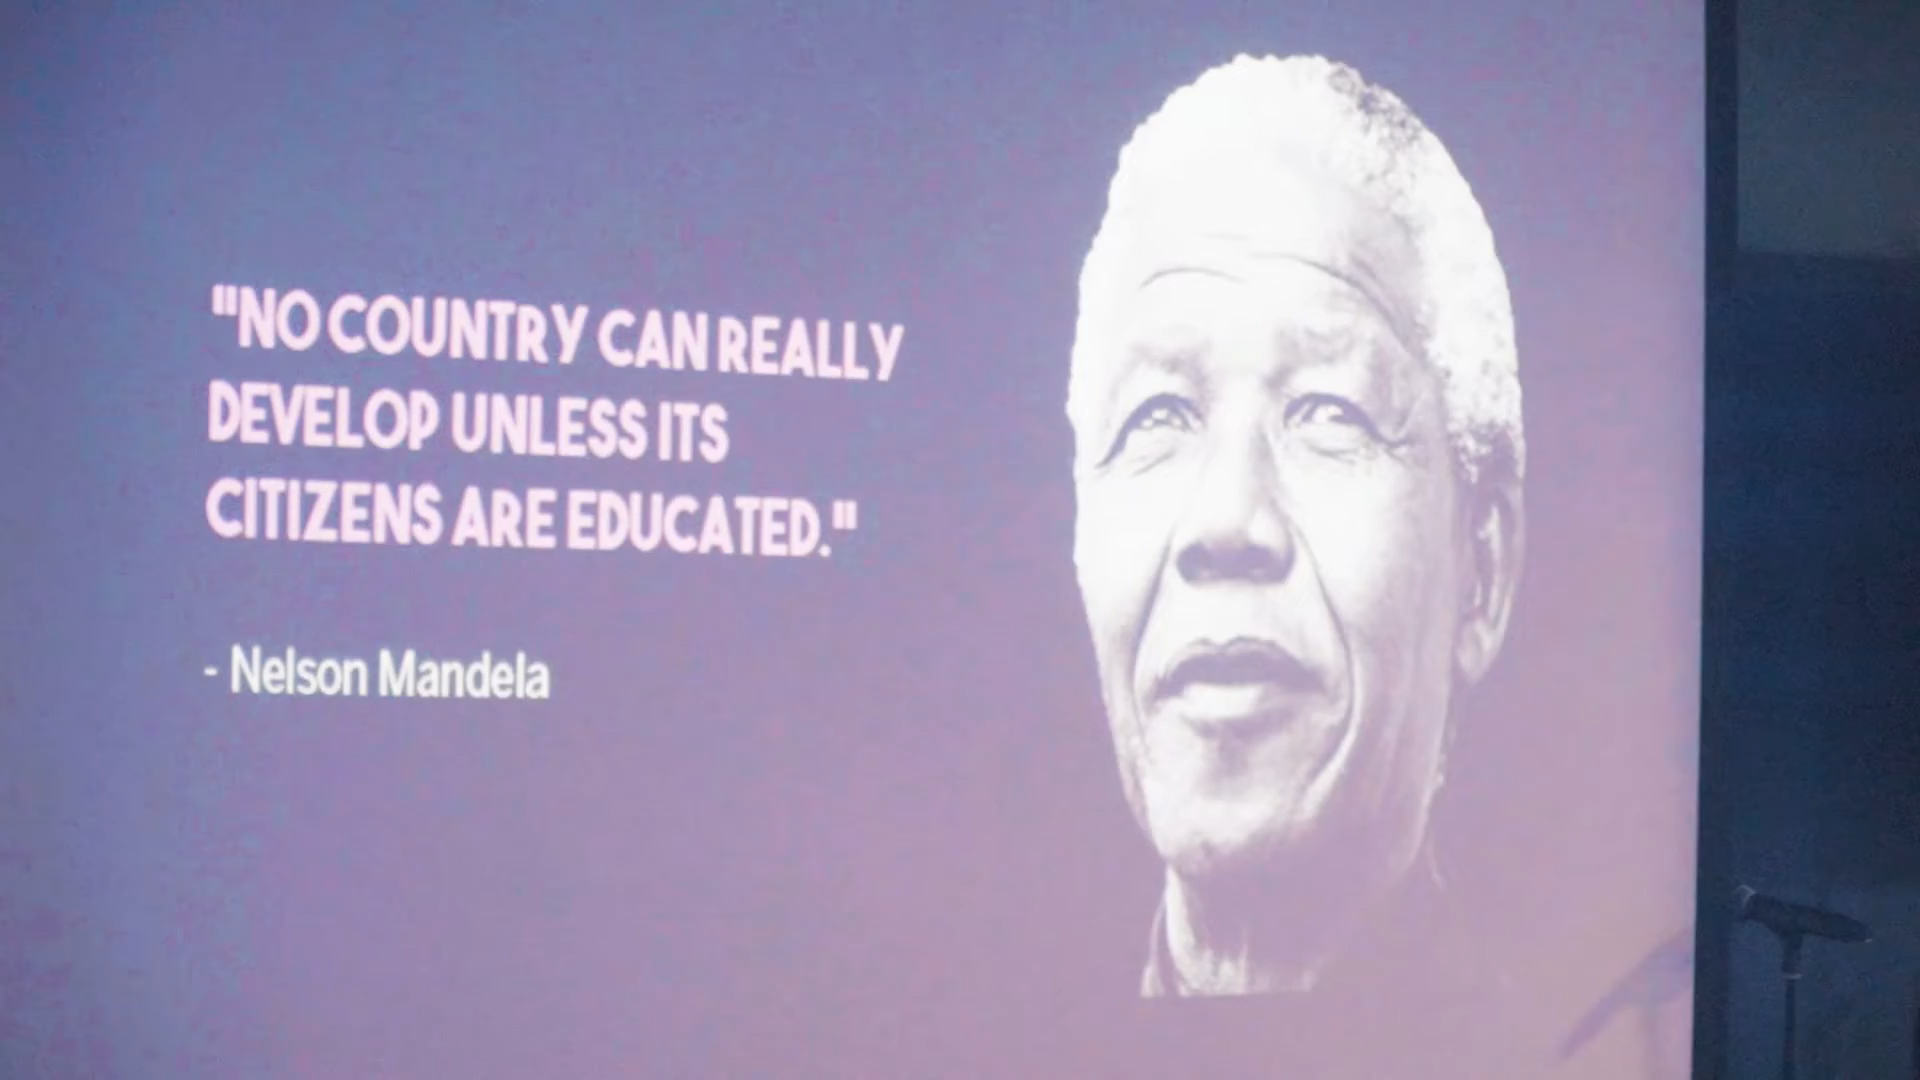 "NO COUNTRY CAN REALLY
DEVELOP UNLESS ITS
CITIZENS ARE EDUCATED."
- Nelson Mandela